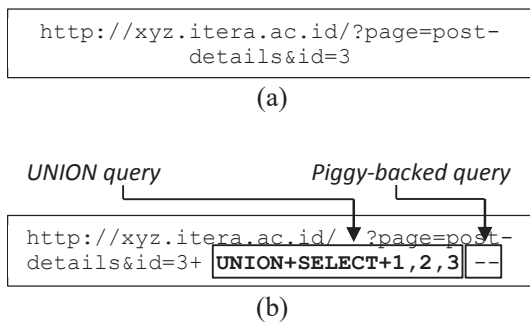 http://xyz.itera.ac.id/?page=post-
details&id=3
(a)
UNION query Piggy-backed query
http://xyz.itera.ac.id/ ?page=post-
details&id=3+ UNION+SELECT+1,2,3 --
(b)